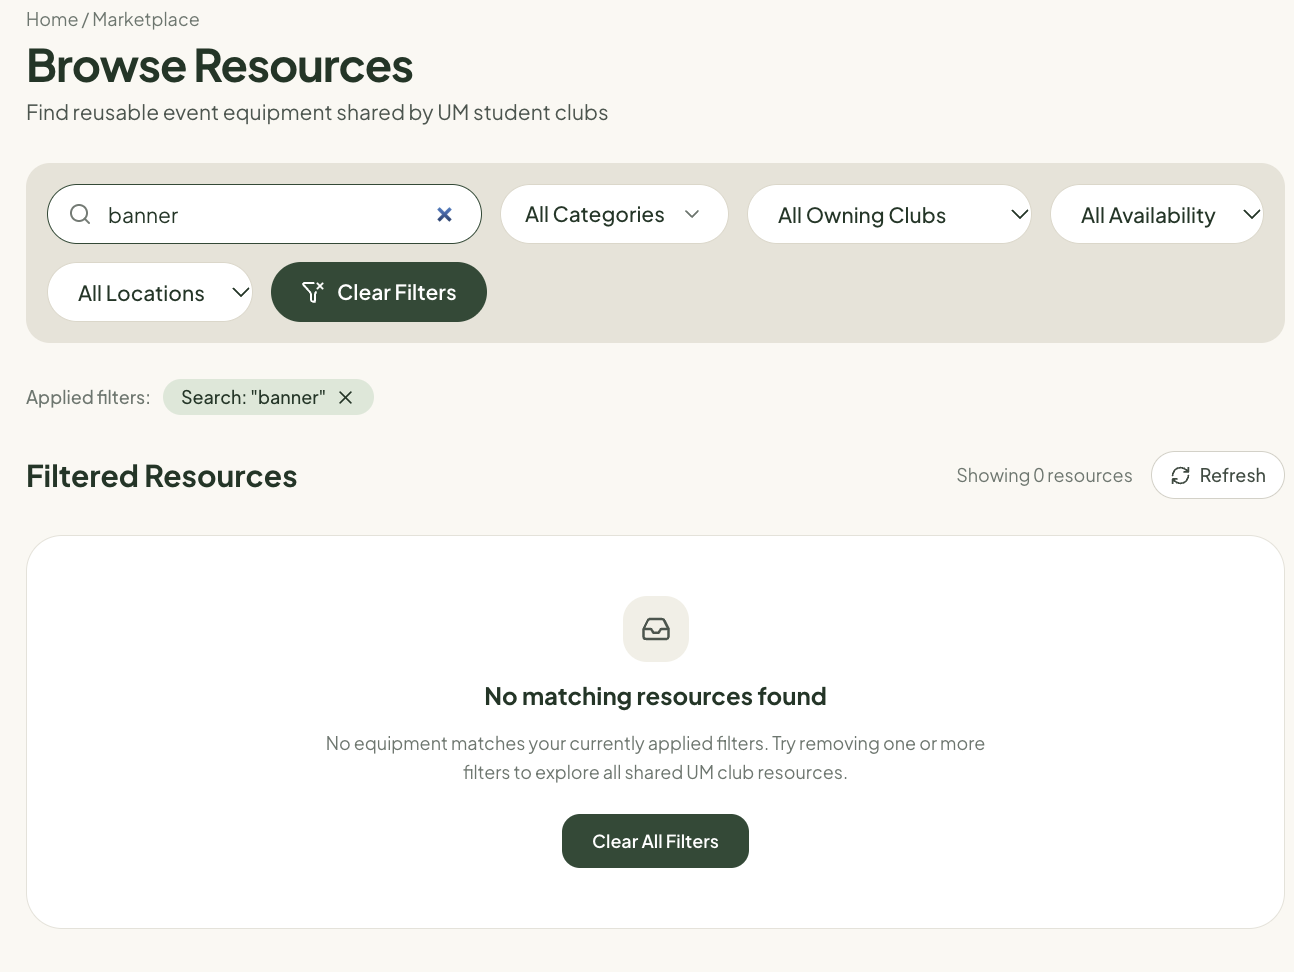 Home / Marketplace
Browse Resources
Find reusable event equipment shared by UM student clubs
banner
All Categories
All Owning Clubs
All Availability
All Locations
Clear Filters
Applied filters:
Search: "banner"
Filtered Resources
Showing 0 resources
Refresh
No matching resources found
No equipment matches your currently applied filters. Try removing one or more
filters to explore all shared UM club resources.
Clear All Filters